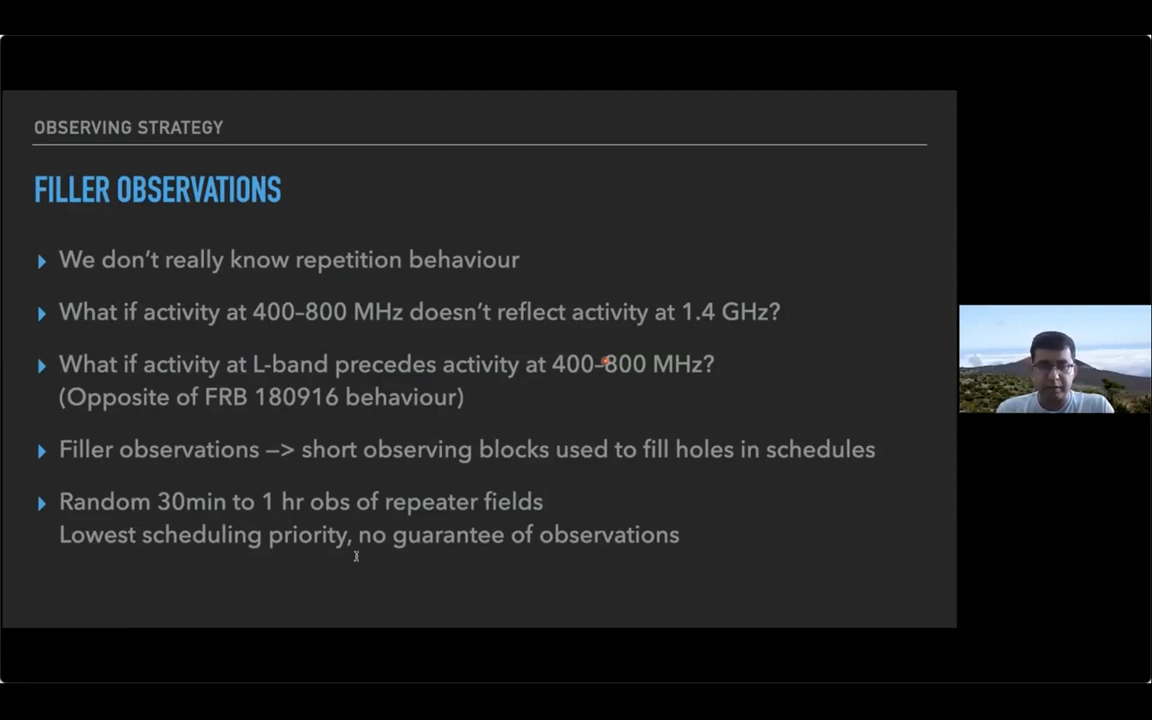 OBSERVING STRATEGY
FILLER OBSERVATIONS
We don't really know repetition behaviour
What if activity at 400–800 MHz doesn't reflect activity at 1.4 GHz?
What if activity at L-band precedes activity at 400–800 MHz?
(Opposite of FRB 180916 behaviour)
Filler observations —> short observing blocks used to fill holes in schedules
Random 30min to 1 hr obs of repeater fields
Lowest scheduling priority, no guarantee of observations